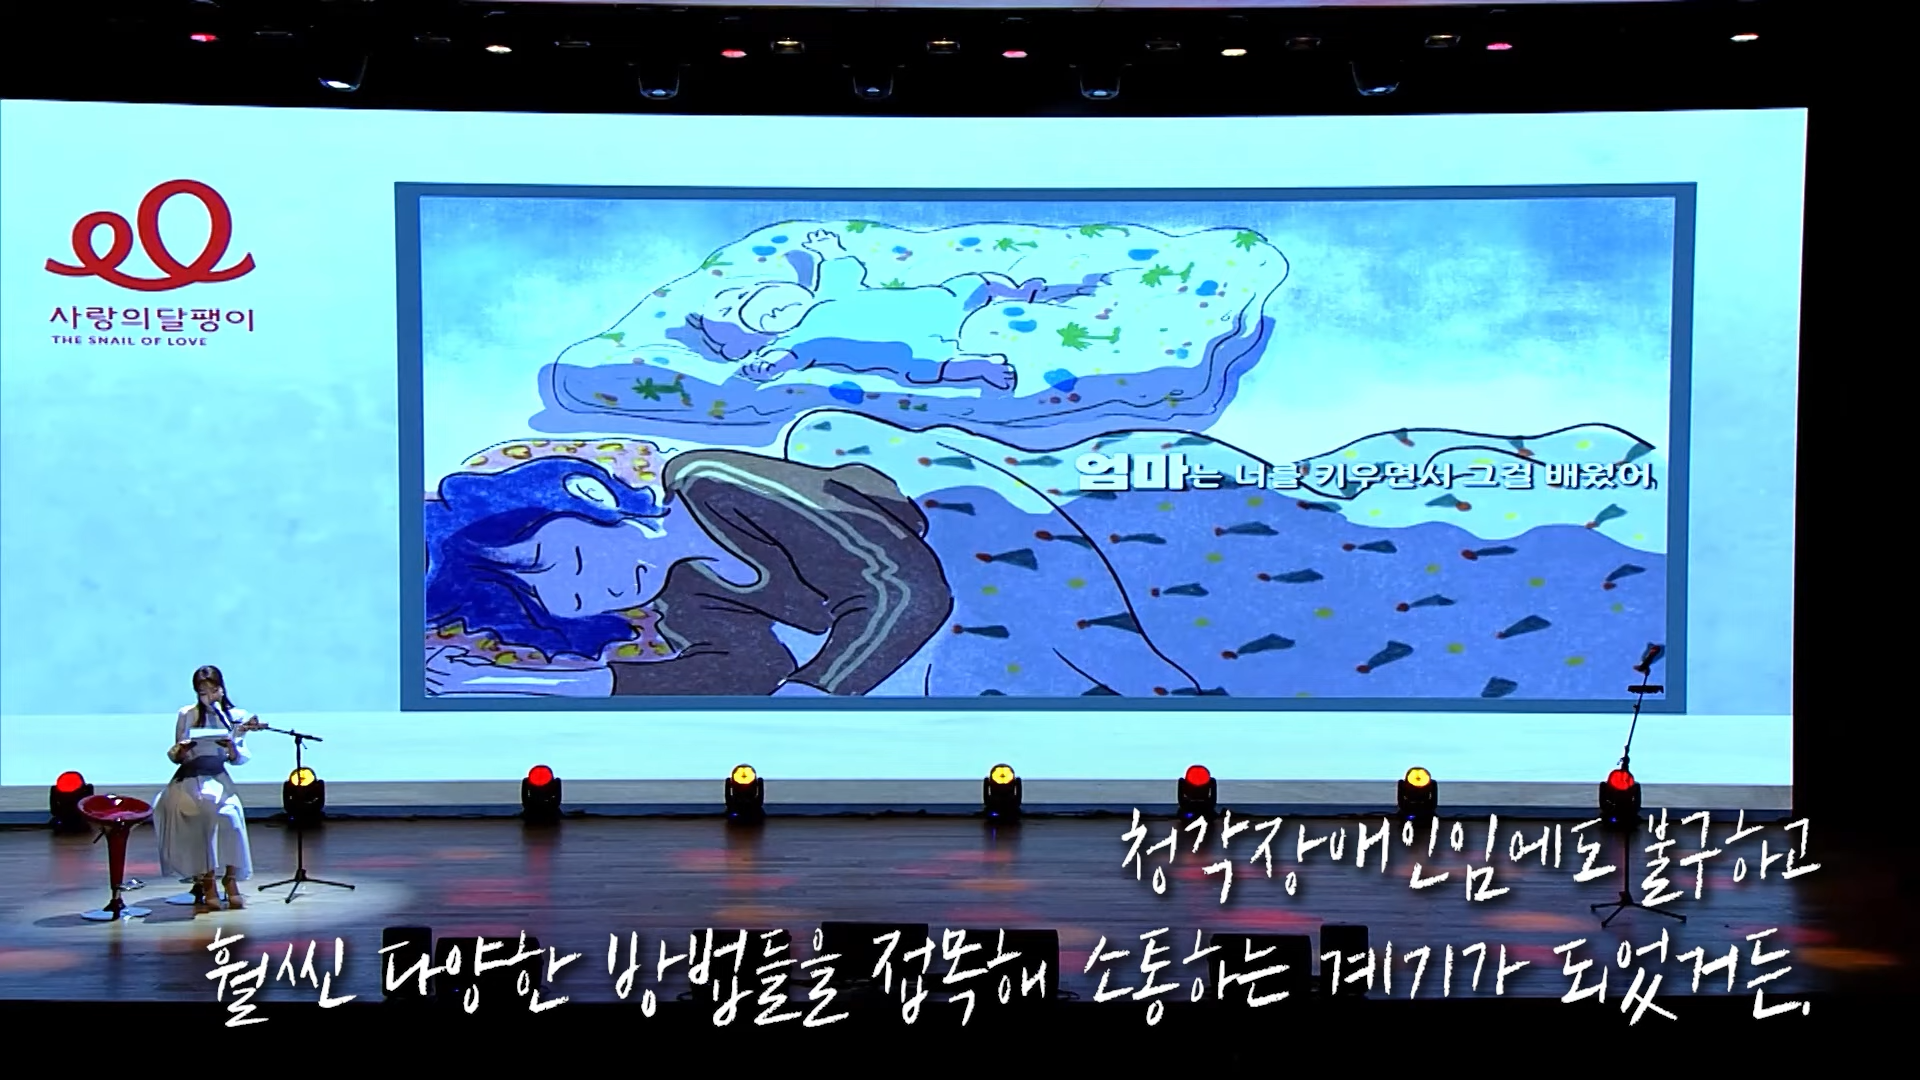 사랑의달팽이
THE SNAIL OF LOVE
엄마는 너를 키우면서 그걸 배웠어.
청각장애인임에도 불구하고
훨씬 다양한 방법들을 접목해 소통하는 계기가 되었거든.